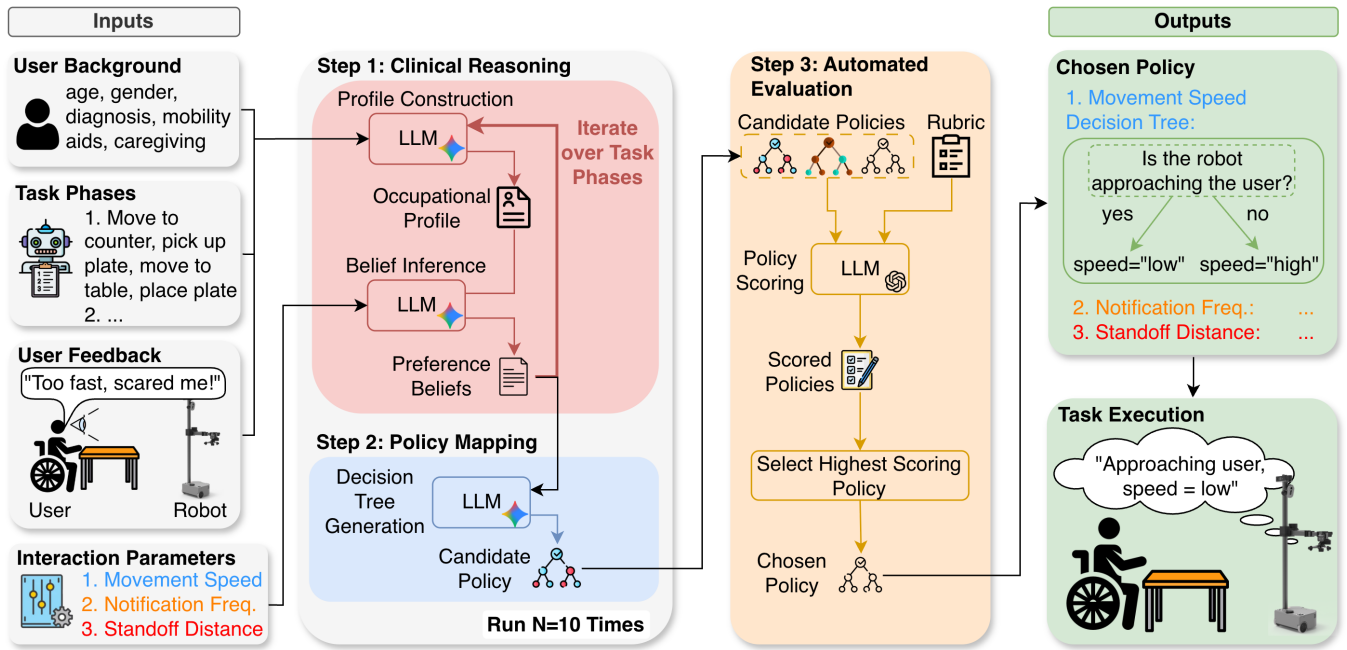 Inputs
User Background
age, gender,
diagnosis, mobility
aids, caregiving
Task Phases
1. Move to
counter, pick up
plate, move to
table, place plate
2. ...
User Feedback
"Too fast, scared me!"
User
Robot
Interaction Parameters
1. Movement Speed
2. Notification Freq.
3. Standoff Distance
Step 1: Clinical Reasoning
Profile Construction
LLM
Iterate
over Task
Phases
Occupational
Profile
Belief Inference
LLM
Preference
Beliefs
Step 2: Policy Mapping
Decision
Tree
Generation
LLM
Candidate
Policy
Run N=10 Times
Step 3: Automated
Evaluation
Candidate Policies
Rubric
Policy
Scoring
LLM
Scored
Policies
Select Highest Scoring
Policy
Chosen
Policy
Outputs
Chosen Policy
1. Movement Speed
Decision Tree:
Is the robot
approaching the user?
yes
no
speed="low"
speed="high"
2. Notification Freq.: ...
3. Standoff Distance: ...
Task Execution
"Approaching user,
speed = low"